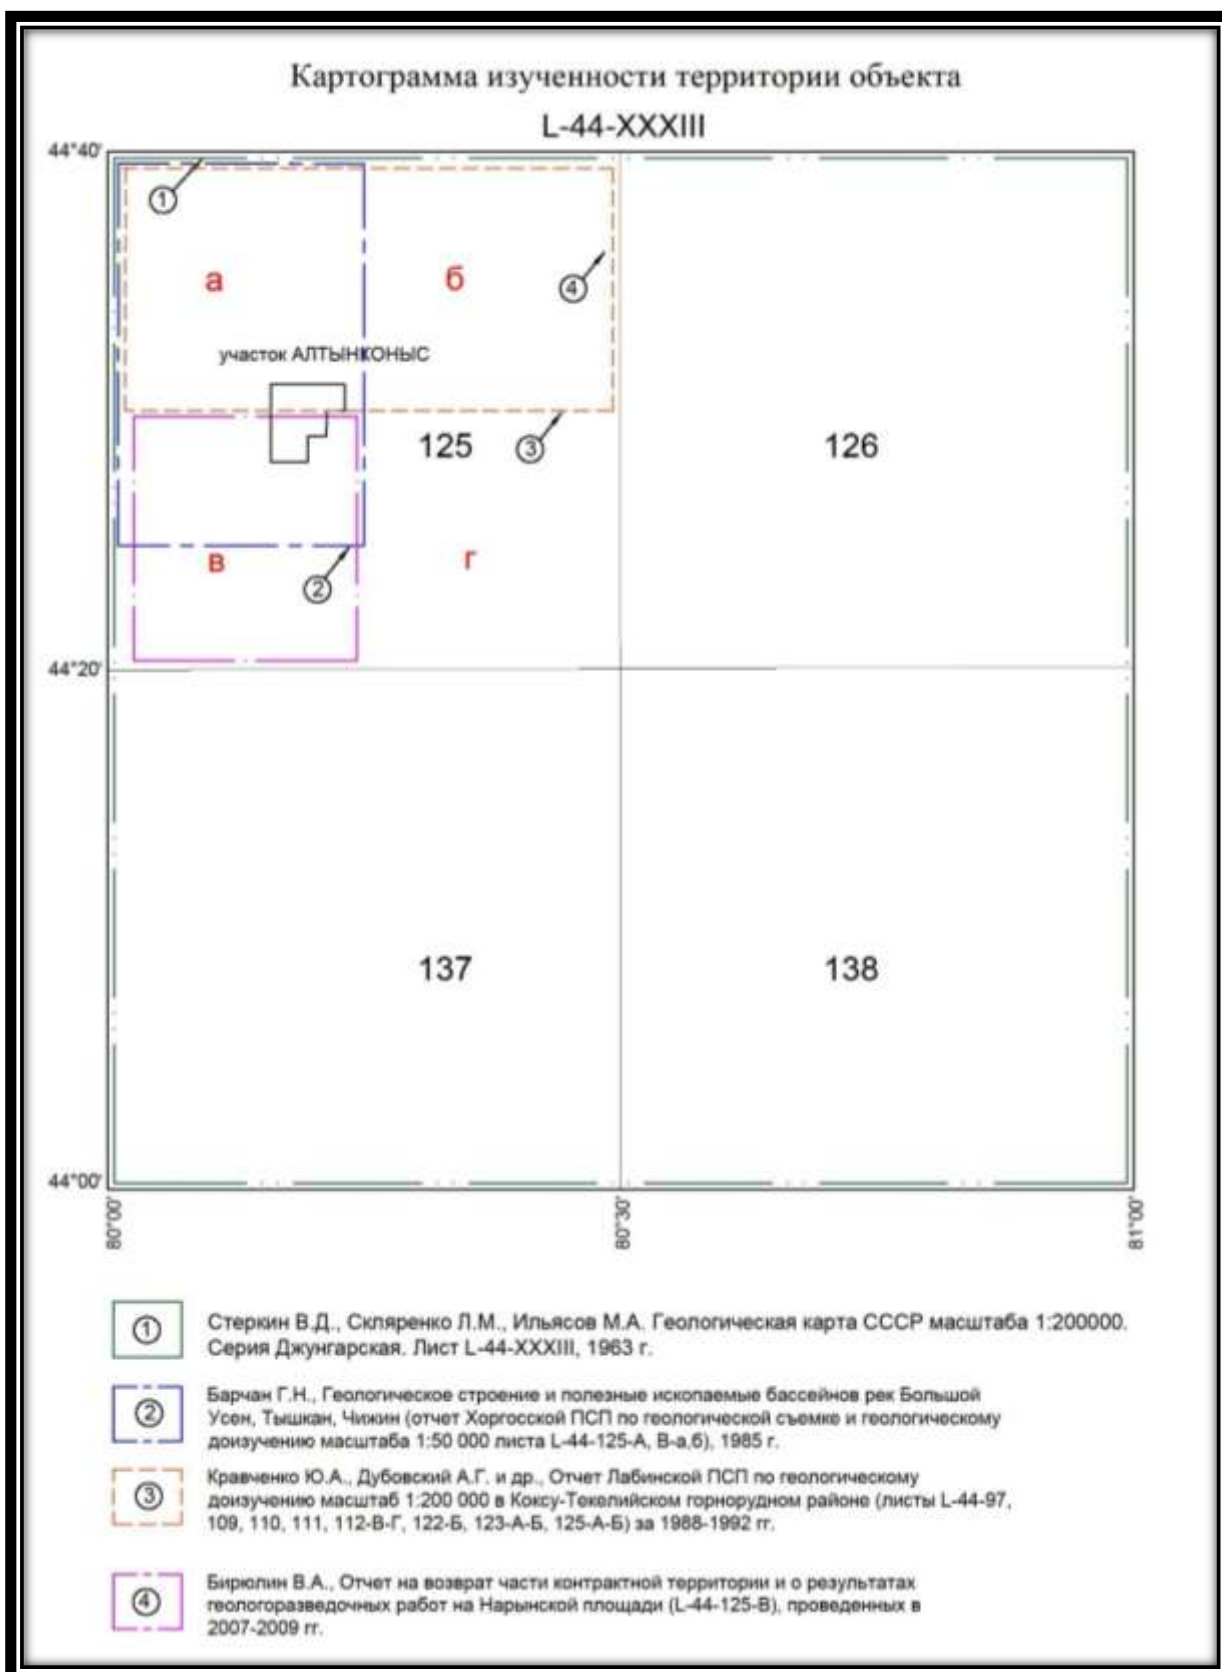 Картограмма изученности территории объекта
L-44-XXXIII
44°40'
1
а
б
4
участок АЛТЫНКОНЫС
125
3
126
в
г
2
44°20'
137
138
44°00'
80°00'
80°30'
81°00'
1
Стеркин В.Д., Скляренко Л.М., Ильясов М.А. Геологическая карта СССР масштаба 1:200000.
Серия Джунгарская. Лист L-44-XXXIII, 1963 г.
2
Барчан Г.Н., Геологическое строение и полезные ископаемые бассейнов рек Большой
Усен, Тышкан, Чижин (отчет Хоргосской ПСП по геологической съемке и геологическому
доизучению масштаба 1:50 000 листа L-44-125-А, В-а,б), 1985 г.
3
Кравченко Ю.А., Дубовский А.Г. и др., Отчет Лабинской ПСП по геологическому
доизучению масштаб 1:200 000 в Коксу-Текелийском горнорудном районе (листы L-44-97,
109, 110, 111, 112-В-Г, 122-Б, 123-А-Б, 125-А-Б) за 1988-1992 гг.
4
Бирюлин В.А., Отчет на возврат части контрактной территории и о результатах
геологоразведочных работ на Нарынской площади (L-44-125-В), проведенных в
2007-2009 гг.